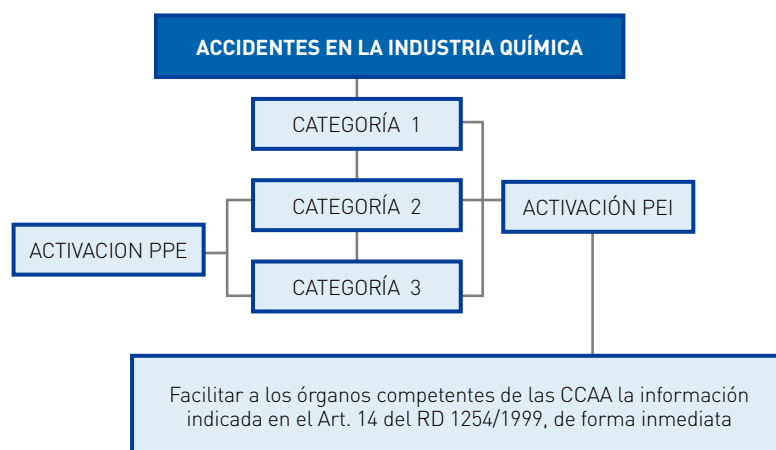 ACCIDENTES EN LA INDUSTRIA QUÍMICA
CATEGORÍA 1
CATEGORÍA 2
ACTIVACIÓN PEI
ACTIVACION PPE
CATEGORÍA 3
Facilitar a los órganos competentes de las CCAA la información
indicada en el Art. 14 del RD 1254/1999, de forma inmediata